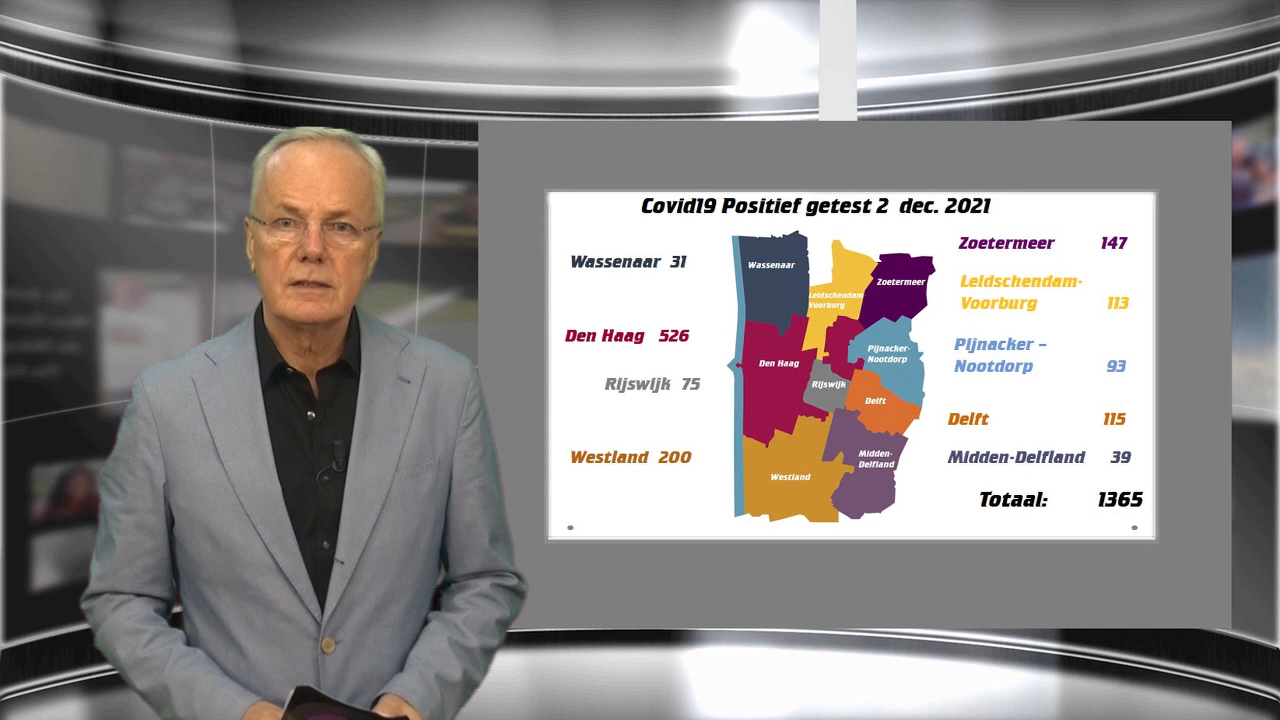 Covid19 Positief getest 2 dec. 2021
Wassenaar 31
Den Haag 526
Rijswijk 75
Westland 200
Wassenaar
Leidschendam
Voorburg
Zoetermeer
Den Haag
Pijnacker-
Nootdorp
Rijswijk
Delft
Midden-
Delfland
Westland
Zoetermeer 147
Leidschendam-
Voorburg 113
Pijnacker –
Nootdorp 93
Delft 115
Midden-Delfland 39
Totaal: 1365